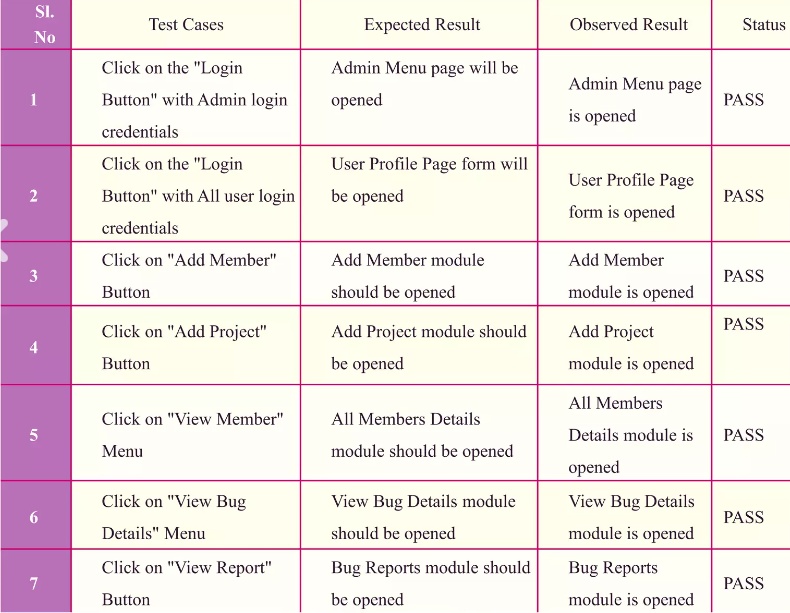 Sl. No Test Cases Expected Result Observed Result Status
1
Click on the "Login
Button" with Admin login
credentials
Admin Menu page will be
opened
Admin Menu page
is opened
PASS
2
Click on the "Login
Button" with All user login
credentials
User Profile Page form will
be opened
User Profile Page
form is opened
PASS
3
Click on "Add Member"
Button
Add Member module
should be opened
Add Member
module is opened
PASS
4
Click on "Add Project"
Button
Add Project module should
be opened
Add Project
module is opened
PASS
5
Click on "View Member"
Menu
All Members Details
module should be opened
All Members
Details module is
opened
PASS
6
Click on "View Bug
Details" Menu
View Bug Details module
should be opened
View Bug Details
module is opened
PASS
7
Click on "View Report"
Button
Bug Reports module should
be opened
Bug Reports
module is opened
PASS